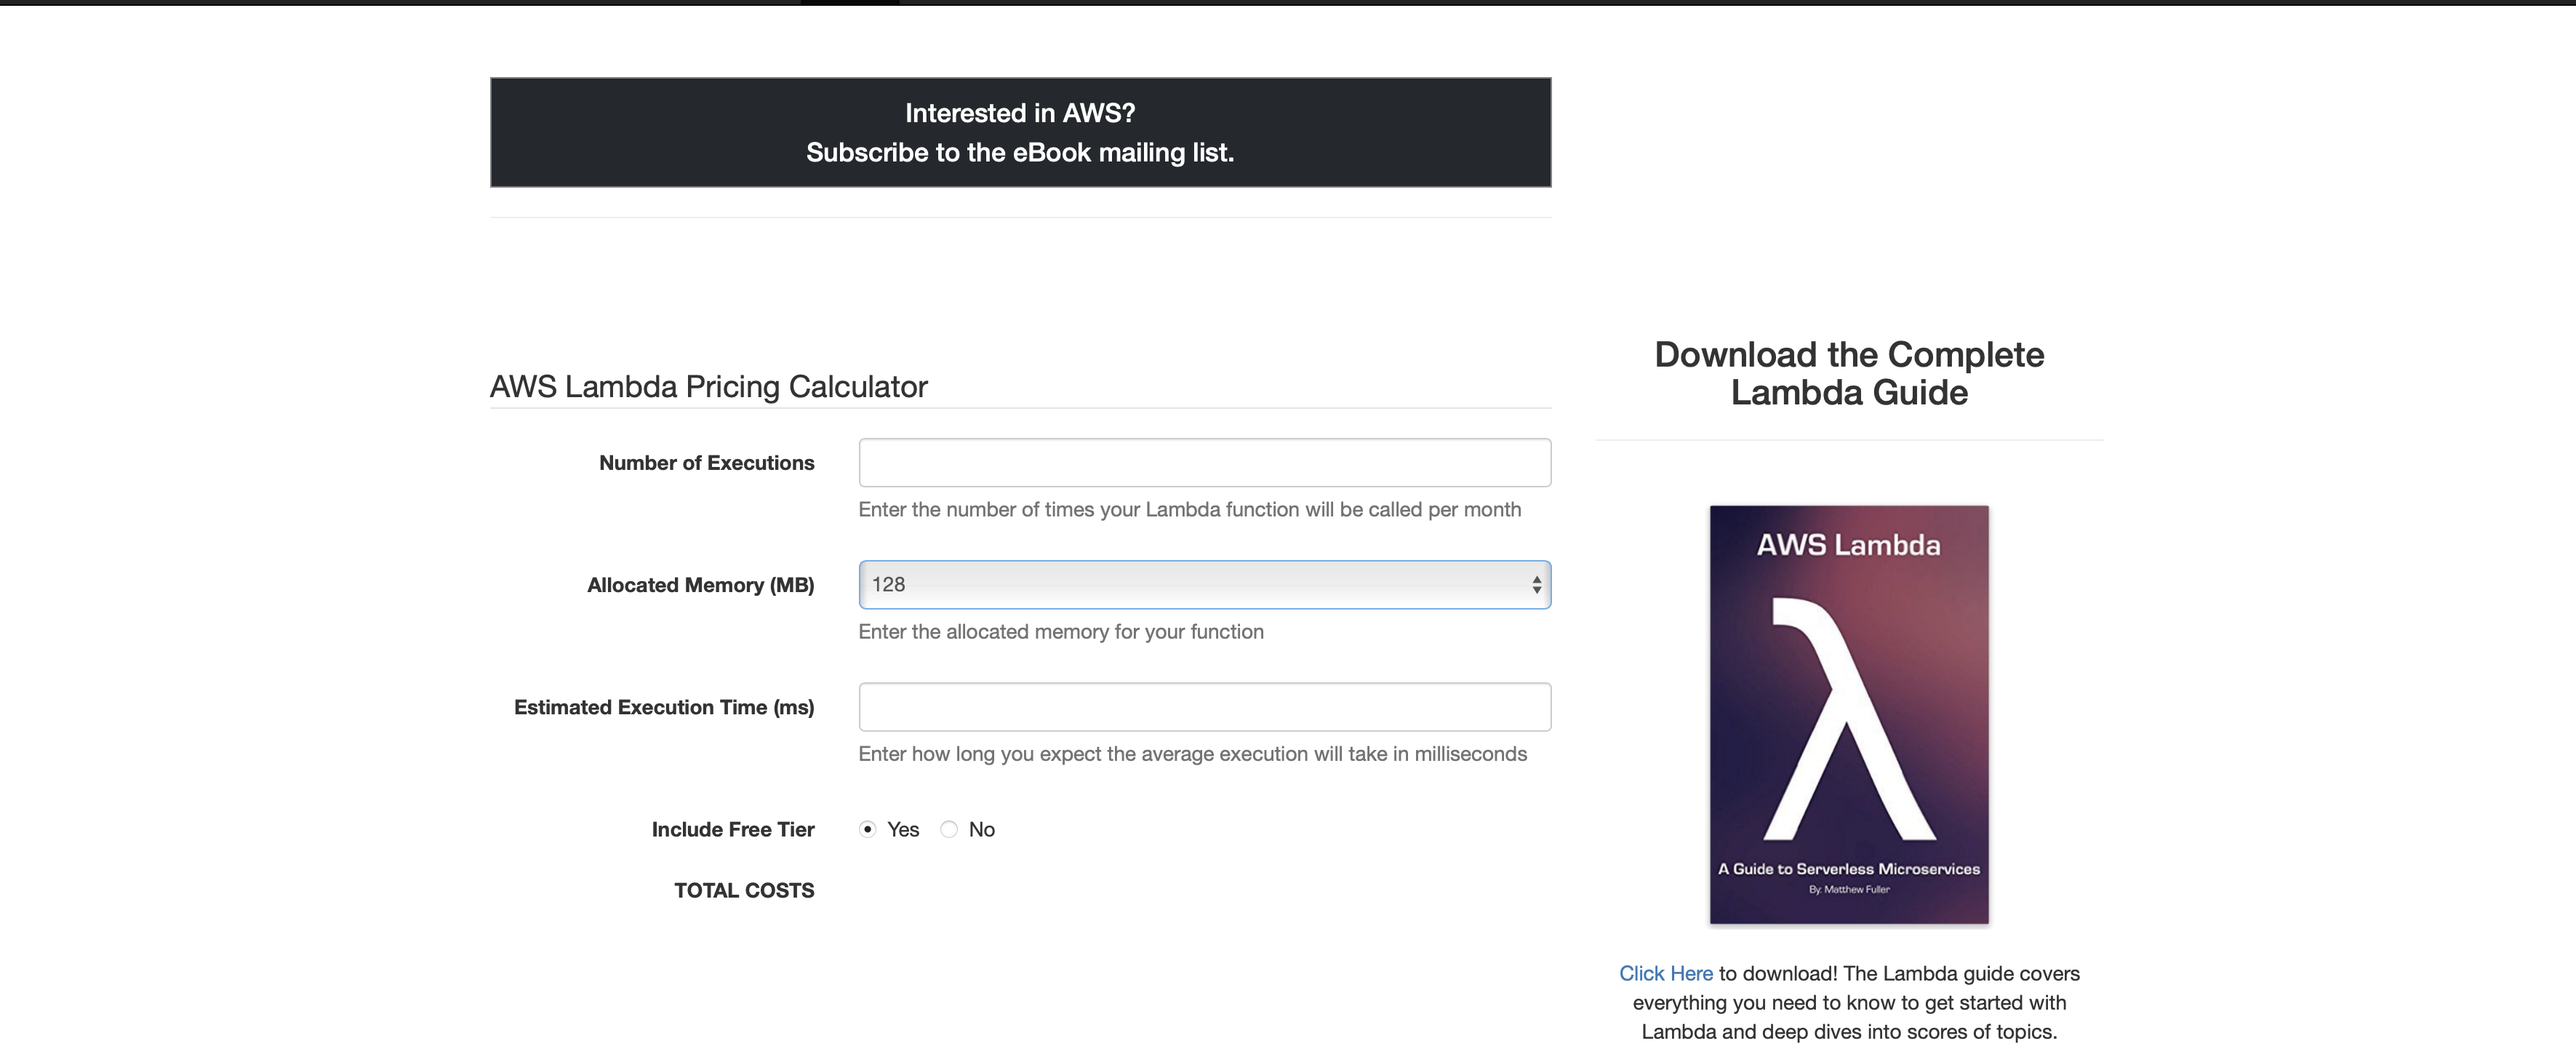 Interested in AWS?
Subscribe to the eBook mailing list.
AWS Lambda Pricing Calculator
Number of Executions
Enter the number of times your Lambda function will be called per month
Allocated Memory (MB)
128
Enter the allocated memory for your function
Estimated Execution Time (ms)
Enter how long you expect the average execution will take in milliseconds
Include Free Tier
Yes No
TOTAL COSTS
Download the Complete
Lambda Guide
AWS Lambda
λ
A Guide to Serverless Microservices
By: Matthew Fuller
Click Here to download! The Lambda guide covers
everything you need to know to get started with
Lambda and deep dives into scores of topics.